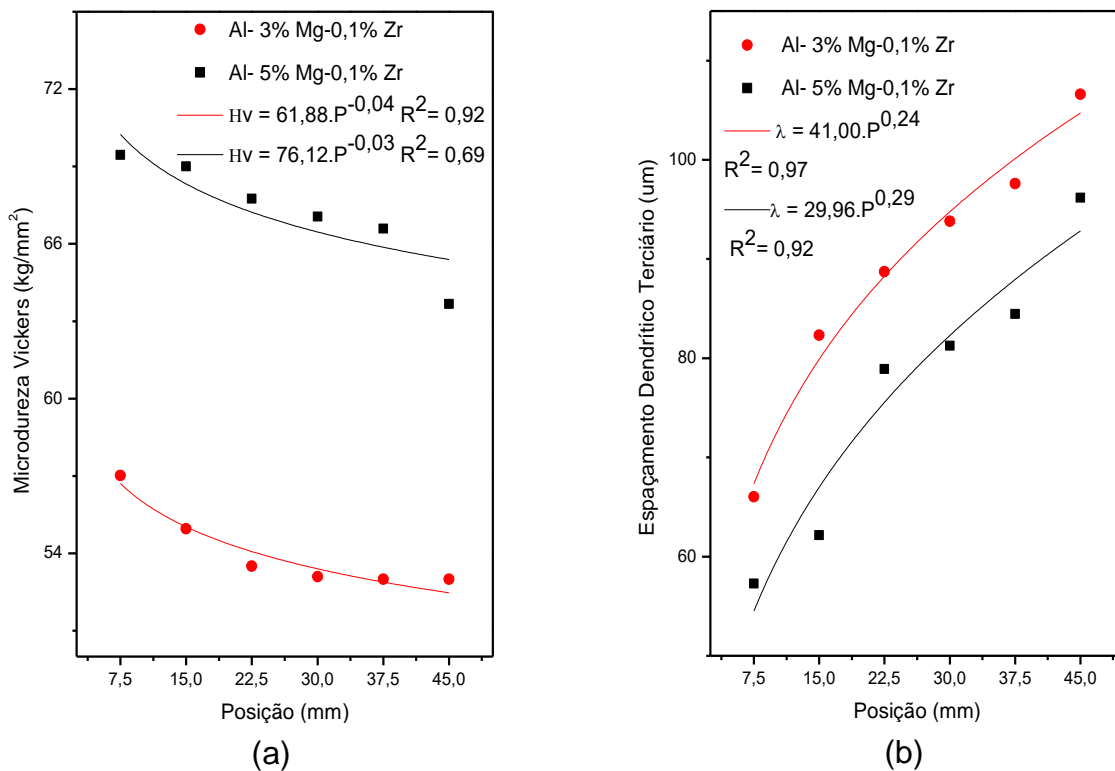 Al- 3% Mg-0,1% Zr
Al- 5% Mg-0,1% Zr
Hv = 61,88.P^-0,04 R^2= 0,92
Hv = 76,12.P^-0,03 R^2= 0,69
72
66
60
54
Microdureza Vickers (kg/mm²)
7,5 15,0 22,5 30,0 37,5 45,0
Posição (mm)
(a)
Al- 3% Mg-0,1% Zr
Al- 5% Mg-0,1% Zr
λ = 41,00.P^0,24
R^2= 0,97
λ = 29,96.P^0,29
R^2= 0,92
100
80
60
Espaçamento Dendrítico Terciário (um)
7,5 15,0 22,5 30,0 37,5 45,0
Posição (mm)
(b)